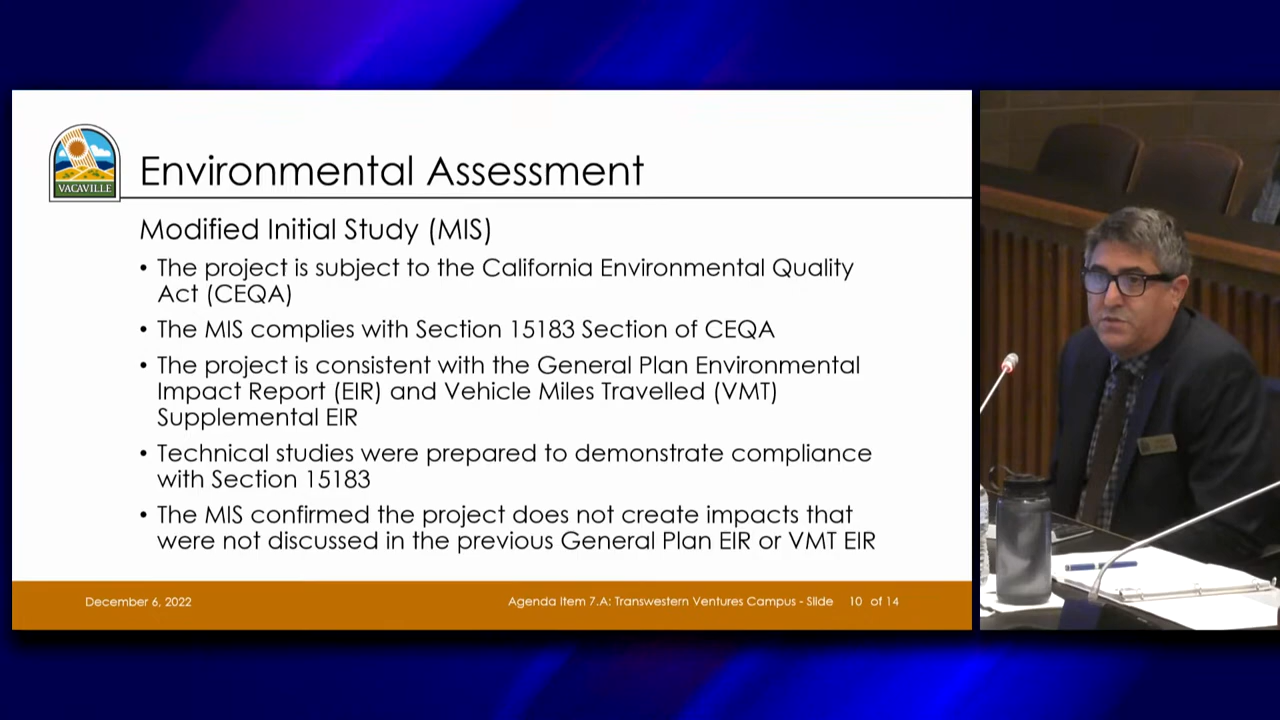 VACAVILLE
Environmental Assessment
Modified Initial Study (MIS)
• The project is subject to the California Environmental Quality
Act (CEQA)
• The MIS complies with Section 15183 Section of CEQA
• The project is consistent with the General Plan Environmental
Impact Report (EIR) and Vehicle Miles Travelled (VMT)
Supplemental EIR
• Technical studies were prepared to demonstrate compliance
with Section 15183
• The MIS confirmed the project does not create impacts that
were not discussed in the previous General Plan EIR or VMT EIR
December 6, 2022
Agenda Item 7.A: Transwestern Ventures Campus - Slide 10 of 14